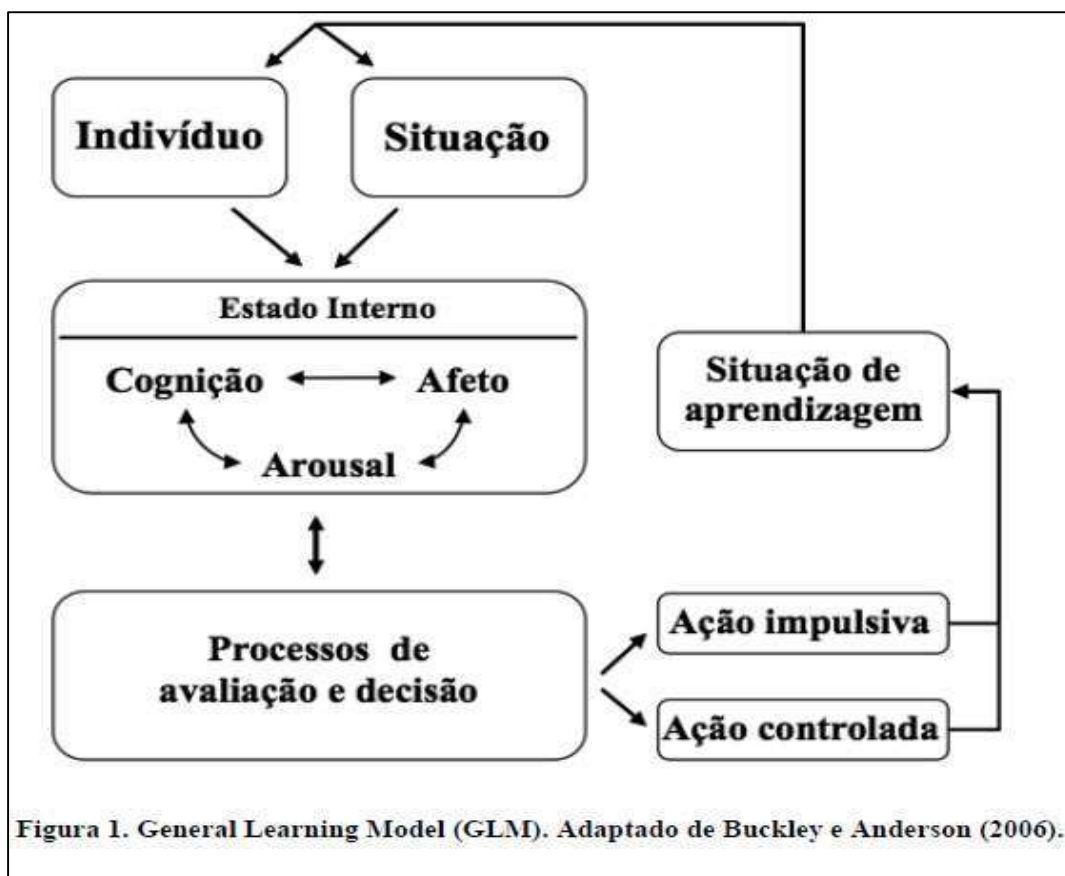 Indivíduo
Situação
Estado Interno
Cognição
Afeto
Arousal
Situação de
aprendizagem
Processos de
avaliação e decisão
Ação impulsiva
Ação controlada
Figura 1. General Learning Model (GLM). Adaptado de Buckley e Anderson (2006).